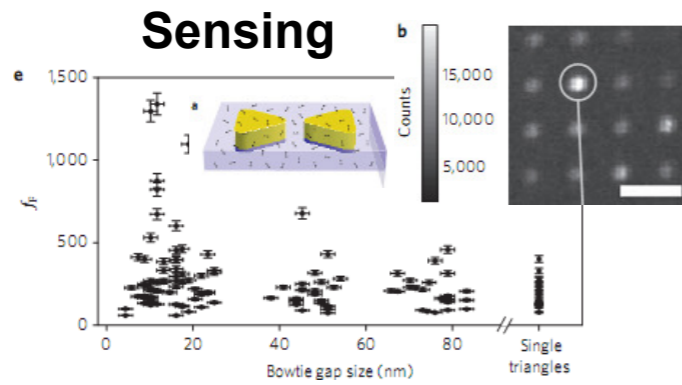 Sensing
e
1,500
1,000
500
0
fF
a
b
Counts
15,000
10,000
5,000
0 20 40 60 80 Single
triangles
Bowtie gap size (nm)